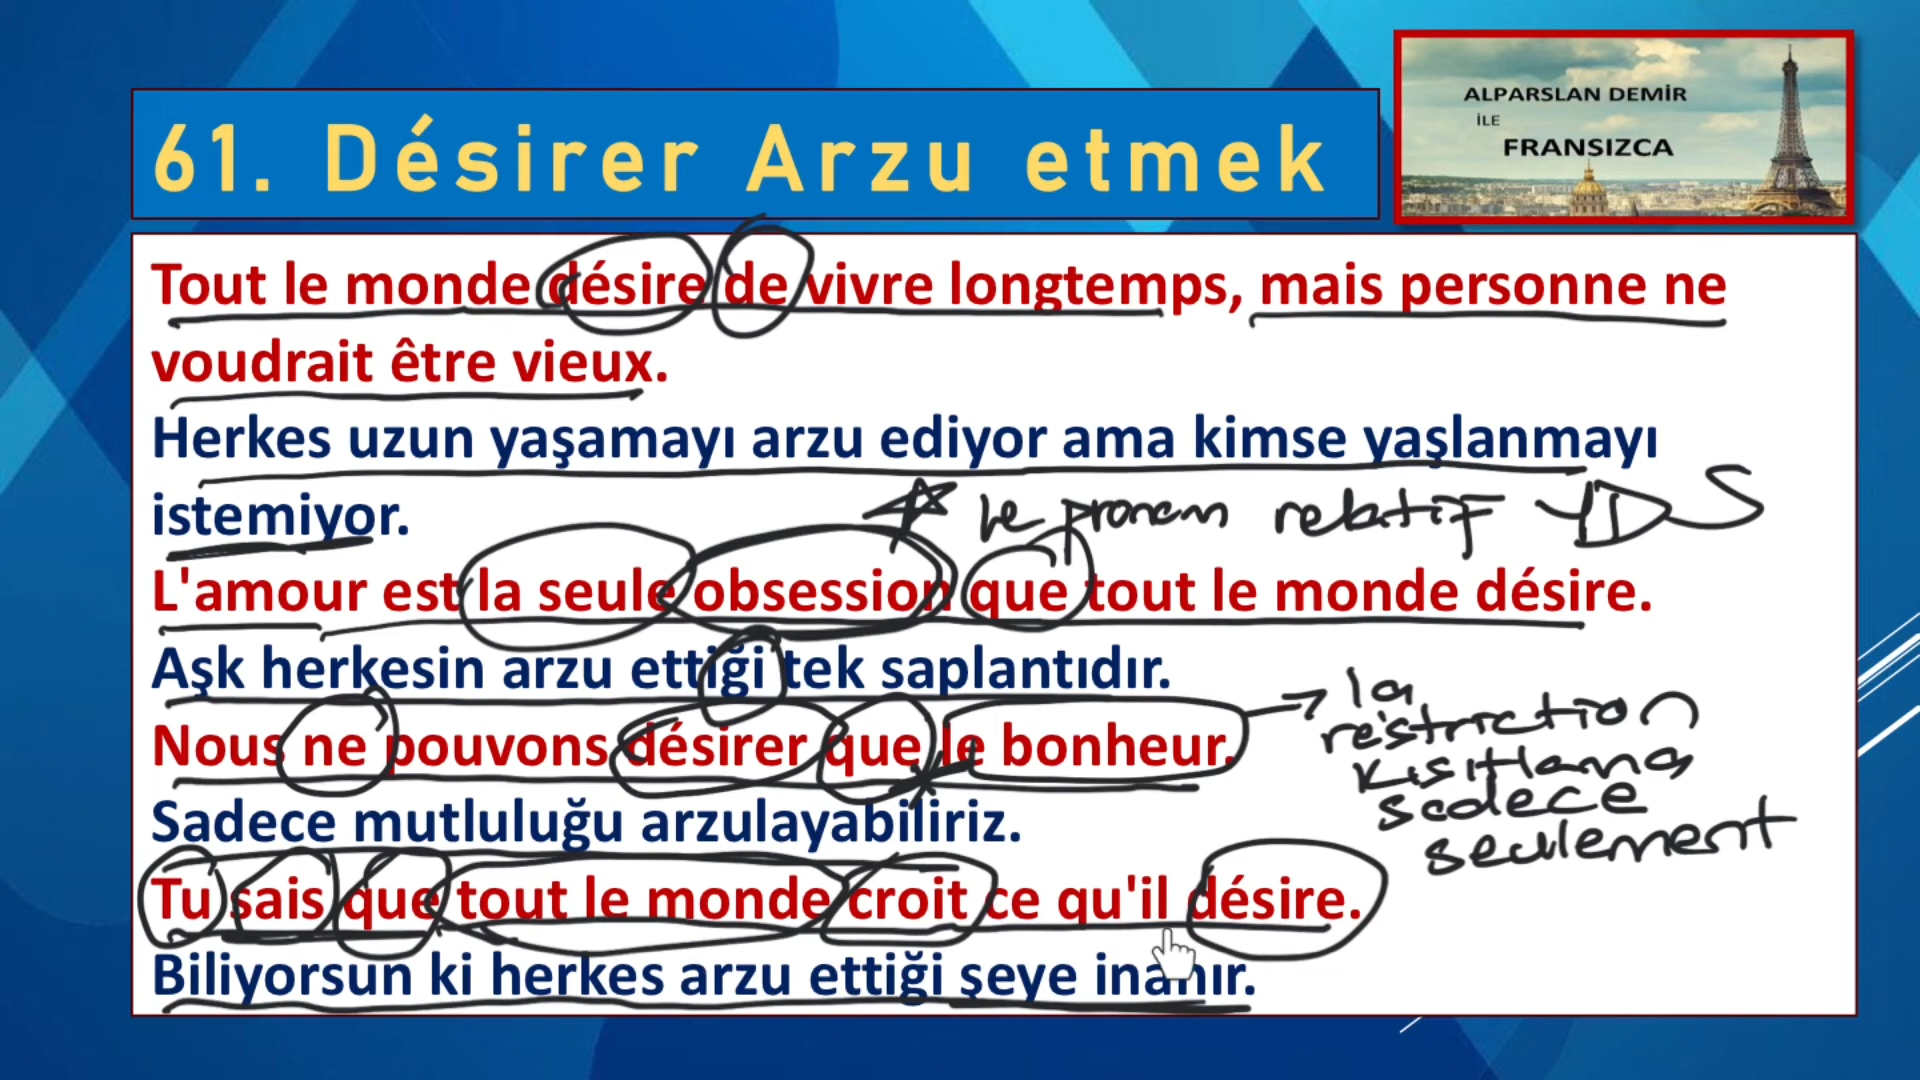 ALPARSLAN DEMİR
İLE
FRANSIZCA
61. Désirer Arzu etmek
Tout le monde désire de vivre longtemps, mais personne ne
voudrait être vieux.
Herkes uzun yaşamayı arzu ediyor ama kimse yaşlanmayı
istemiyor.
le pronom relatif YDS
L'amour est la seule obsession que tout le monde désire.
Aşk herkesin arzu ettiği tek saplantıdır.
Nous ne pouvons désirer que le bonheur.
la
restriction
kısıtlama
sadece
seulement
Sadece mutluluğu arzulayabiliriz.
Tu sais que tout le monde croit ce qu'il désire.
Biliyorsun ki herkes arzu ettiği şeye inanır.